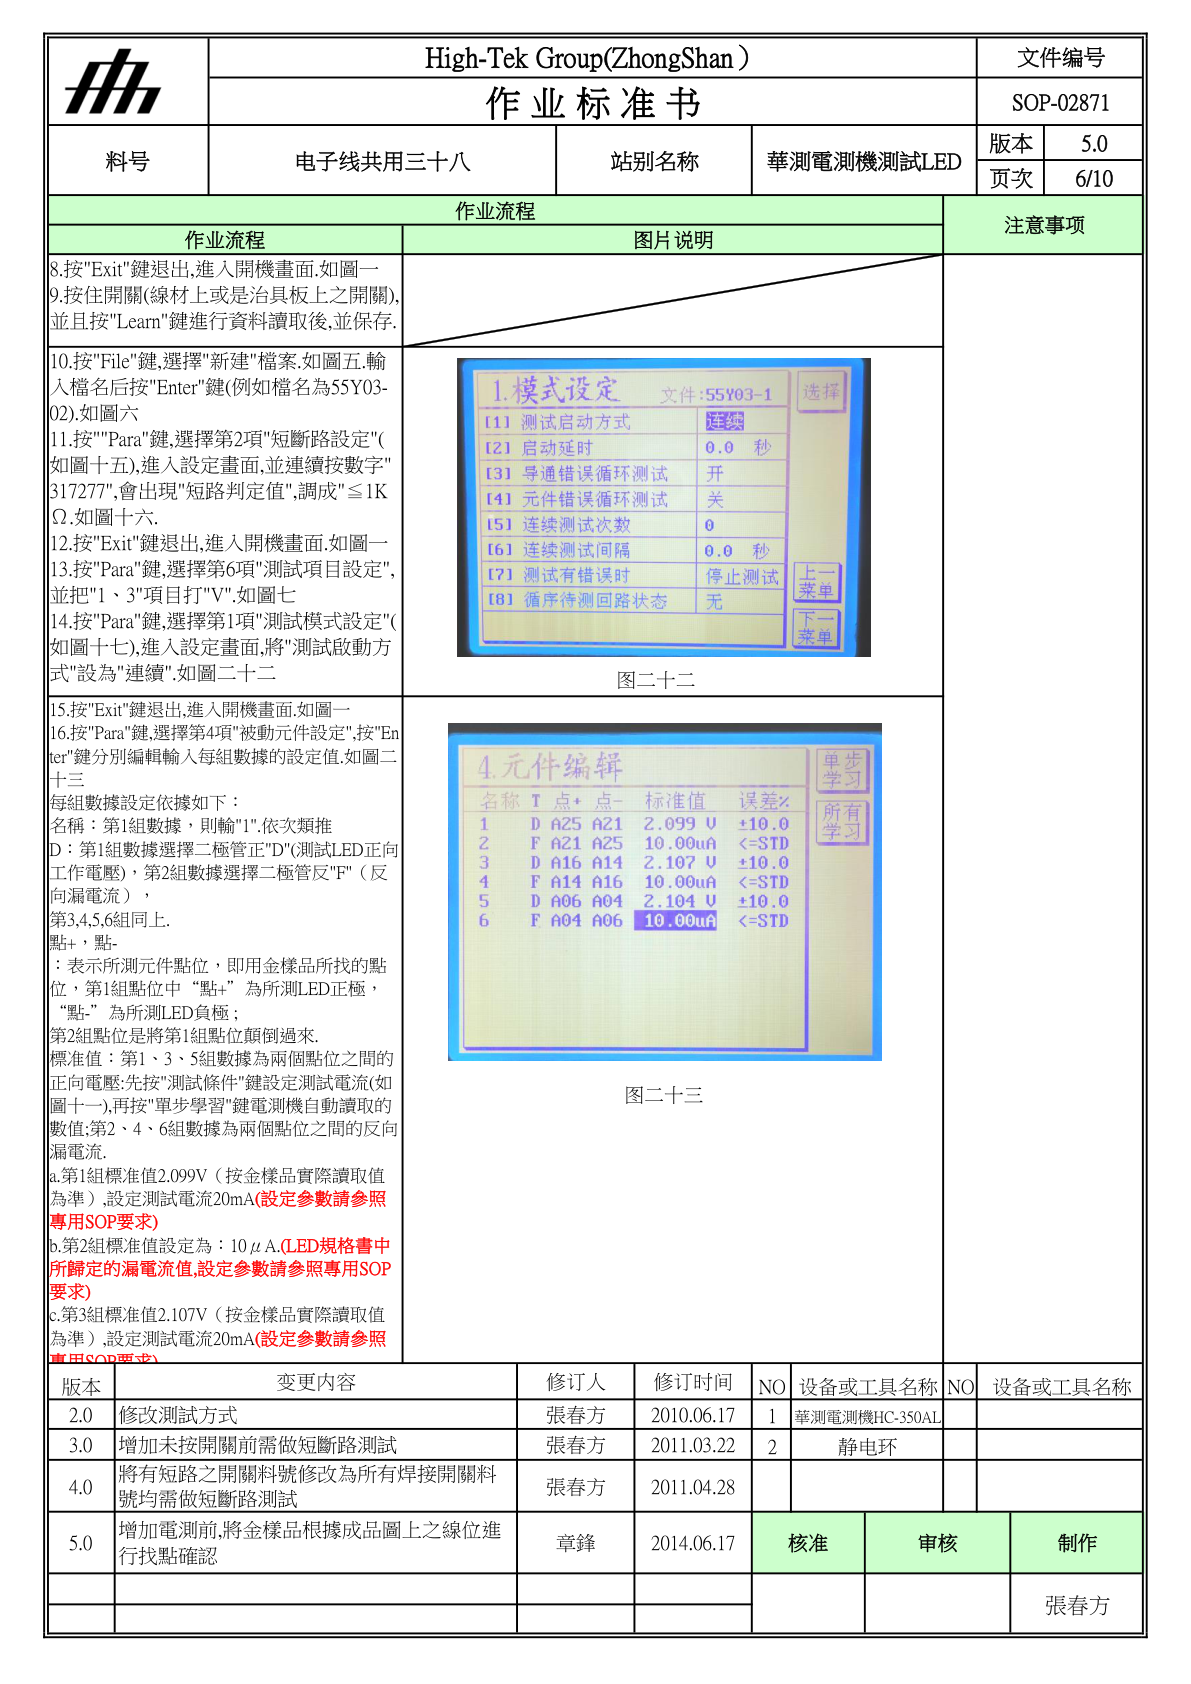 High-Tek Group(ZhongShan）
文件编号
作业标准书
SOP-02871
料号
电子线共用三十八
站别名称
華測電測機測試LED
版本
5.0
页次
6/10
作业流程
注意事项
作业流程
图片说明
8.按"Exit"鍵退出,進入開機畫面.如圖一
9.按住開關(線材上或是治具板上之開關),
並且按"Learn"鍵進行資料讀取後,並保存.
10.按"File"鍵,選擇"新建"檔案.如圖五.輸
入檔名后按"Enter"鍵(例如檔名為55Y03-
02).如圖六
11.按""Para"鍵,選擇第2項"短斷路設定"(
如圖十五),進入設定畫面,並連續按數字"
317277",會出現"短路判定值",調成"≦1K
Ω.如圖十六.
12.按"Exit"鍵退出,進入開機畫面.如圖一
13.按"Para"鍵,選擇第6項"測試項目設定",
並把"1、3"項目打"V".如圖七
14.按"Para"鍵,選擇第1項"測試模式設定"(
如圖十七),進入設定畫面,將"測試啟動方
式"設為"連續".如圖二十二
1.模式设定
文件:55Y03-1
选择
[1] 测试启动方式 连续
[2] 启动延时 0.0 秒
[3] 导通错误循环测试 开
[4] 元件错误循环测试 关
[5] 连续测试次数 0
[6] 连续测试间隔 0.0 秒
[7] 测试有错误时 停止测试
[8] 循序待测回路状态 无
上一
菜单
下一
菜单
图二十二
15.按"Exit"鍵退出,進入開機畫面.如圖一
16.按"Para"鍵,選擇第4項"被動元件設定",按"En
ter"鍵分別編輯輸入每組數據的設定值.如圖二
十三
每組數據設定依據如下：
名稱：第1組數據，則輸"1".依次類推
D：第1組數據選擇二極管正"D"(測試LED正向
工作電壓)，第2組數據選擇二極管反"F"（反
向漏電流），
第3,4,5,6組同上.
點+，點-
：表示所測元件點位，即用金樣品所找的點
位，第1組點位中“點+”為所測LED正極，
“點-”為所測LED負極 ;
第2組點位是將第1組點位顛倒過來.
標准值：第1、3、5組數據為兩個點位之間的
正向電壓:先按"測試條件"鍵設定測試電流(如
圖十一),再按"單步學習"鍵電測機自動讀取的
數值;第2、4、6組數據為兩個點位之間的反向
漏電流.
a.第1組標准值2.099V（按金樣品實際讀取值
為準）,設定測試電流20mA(設定參數請參照
專用SOP要求)
b.第2組標准值設定為：10μA.(LED規格書中
所歸定的漏電流值,設定參數請參照專用SOP
要求)
c.第3組標准值2.107V（按金樣品實際讀取值
為準）,設定測試電流20mA(設定參數請參照
專用SOP要求)
4.元件编辑
单步
学习
所有
学习
名称 T 点+ 点- 标准值 误差%
1 D A25 A21 2.099 V ±10.0
2 F A21 A25 10.00uA <=STD
3 D A16 A14 2.107 V ±10.0
4 F A14 A16 10.00uA <=STD
5 D A06 A04 2.104 V ±10.0
6 F A04 A06 10.00uA <=STD
图二十三
版本 变更内容 修订人 修订时间 NO 设备或工具名称 NO 设备或工具名称
2.0 修改測試方式 張春方 2010.06.17 1 華測電測機HC-350AL
3.0 增加未按開關前需做短斷路測試 張春方 2011.03.22 2 静电环
4.0 將有短路之開關料號修改為所有焊接開關料
號均需做短斷路測試 張春方 2011.04.28
5.0 增加電測前,將金樣品根據成品圖上之線位進
行找點確認 章鋒 2014.06.17
核准 审核 制作
張春方